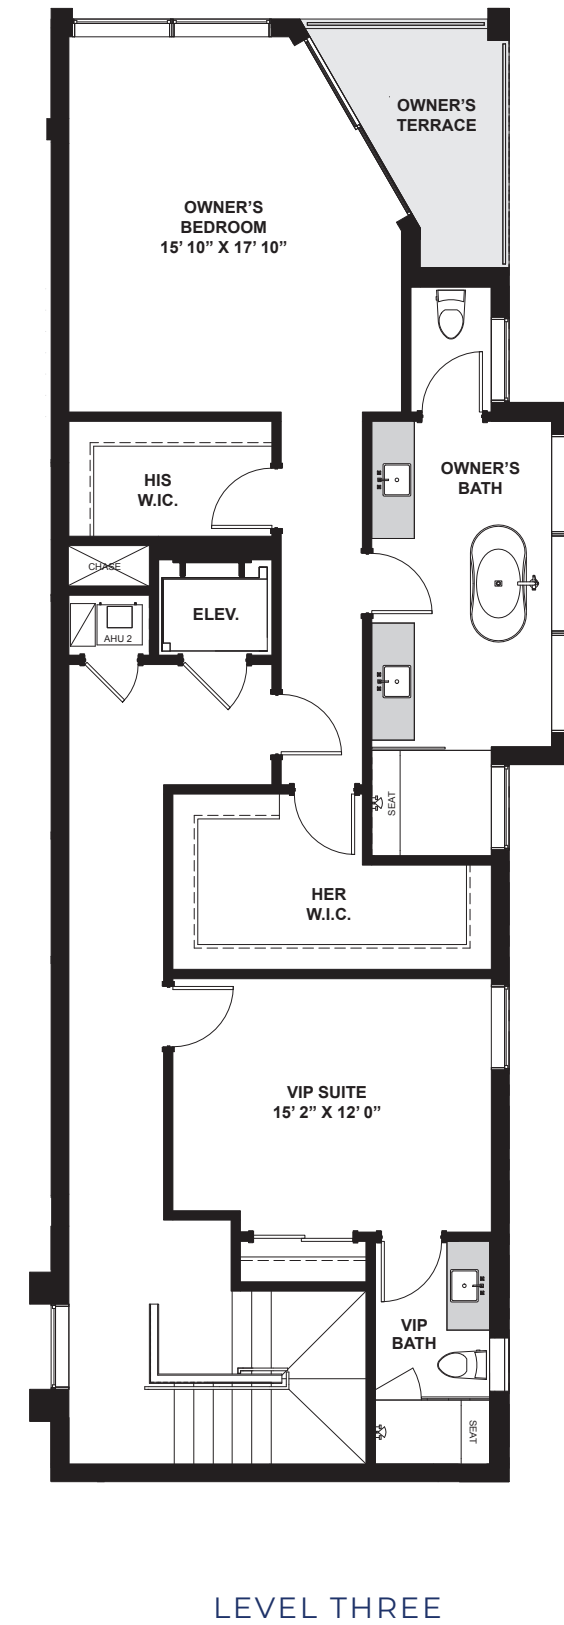 OWNER’S
TERRACE
OWNER’S
BEDROOM
15’ 10” X 17’ 10”
HIS
W.IC.
OWNER’S
BATH
CHASE
ELEV.
AHU 2
SEAT
HER
W.I.C.
VIP SUITE
15’ 2” X 12’ 0”
VIP
BATH
SEAT
LEVEL THREE